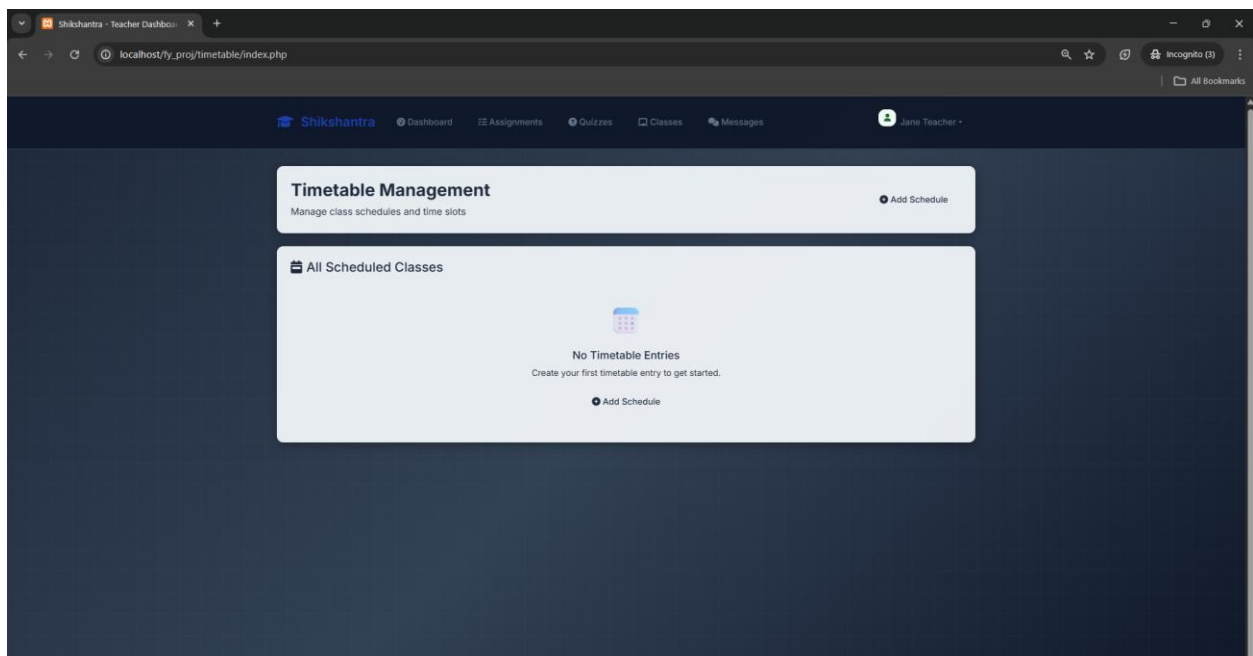 Shikshantra - Teacher Dashboa
localhost/fy_proj/timetable/index.php
Incognito (3)
All Bookmarks
Shikshantra Dashboard Assignments Quizzes Classes Messages Jane Teacher
Timetable Management
Manage class schedules and time slots
Add Schedule
All Scheduled Classes
No Timetable Entries
Create your first timetable entry to get started.
Add Schedule